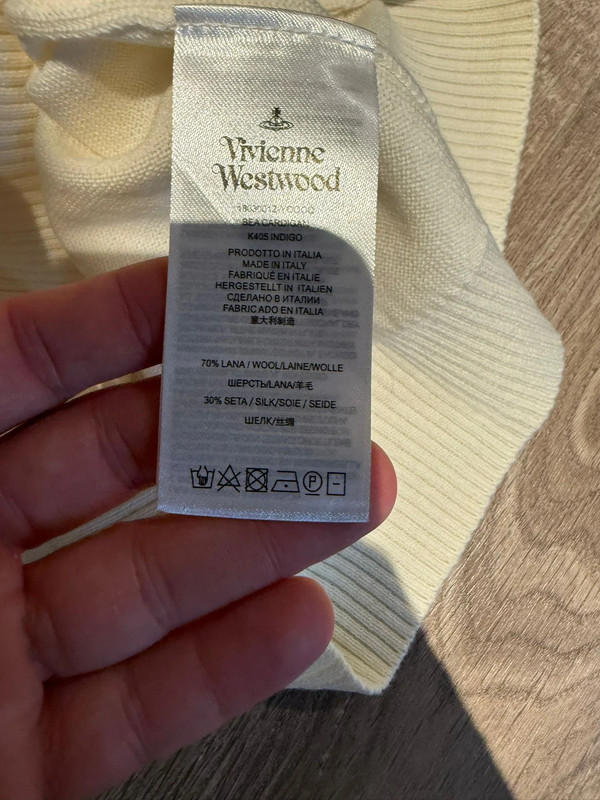 Vivienne
Westwood
SEA CARDIGAN
K405 INDIGO
PRODOTTO IN ITALIA
MADE IN ITALY
FABRIQUÉ EN ITALIE
HERGESTELLT IN ITALIEN
СДЕЛАНО В ИТАЛИИ
FABRICADO EN ITALIA
意大利制造
70% LANA / WOOL/LAINE/WOLLE
ШЕРСТЬ/LANA/羊毛
30% SETA / SILK/SOIE / SEIDE
ШЕЛК/丝绸
P